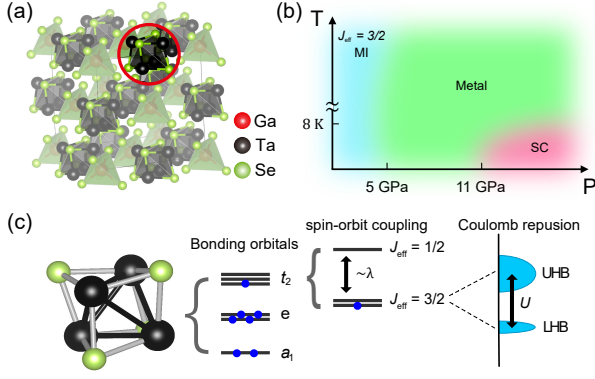 (a)
Ga
Ta
Se
(b)
T
J_eff = 3/2
MI
Metal
8 K
SC
5 GPa
11 GPa
P
(c)
Bonding orbitals
t₂
e
a₁
spin-orbit coupling
J_eff = 1/2
~λ
J_eff = 3/2
Coulomb repusion
UHB
U
LHB